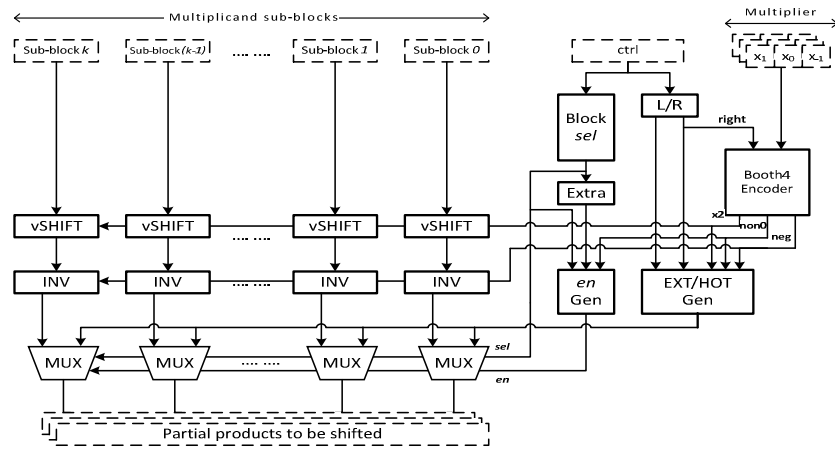 Multiplicand sub-blocks
Multiplier
Sub-block k
Sub-block (k-1)
.... ....
Sub-block 1
Sub-block 0
ctrl
x1 x0 x-1
Block sel
L/R
right
Booth4 Encoder
Extra
x2
non0
neg
vSHIFT
vSHIFT
.... ....
vSHIFT
vSHIFT
INV
INV
.... ....
INV
INV
en Gen
EXT/HOT Gen
sel
MUX
MUX
.... ....
MUX
MUX
en
Partial products to be shifted